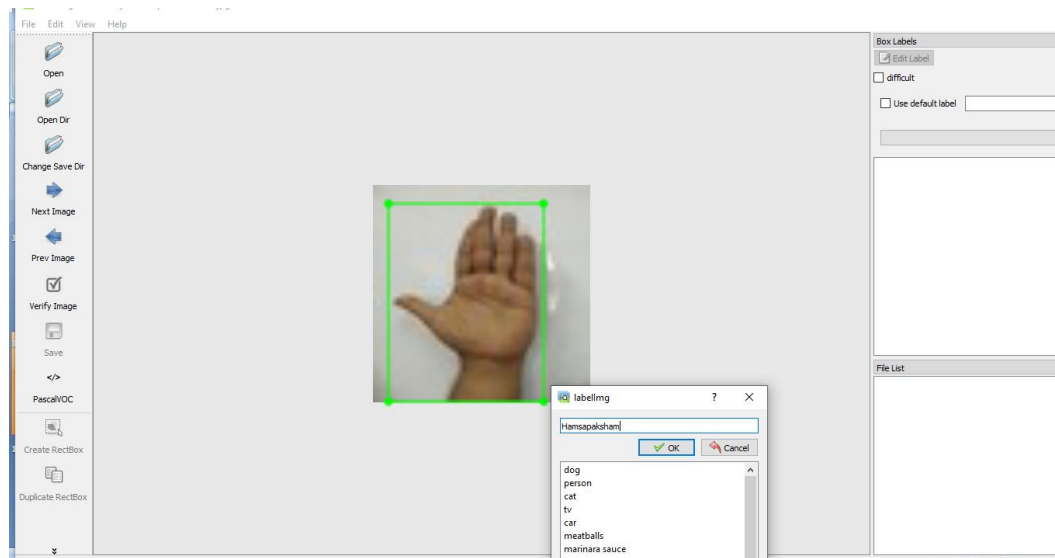 File Edit View Help
Open
Open Dir
Change Save Dir
Next Image
Prev Image
Verify Image
Save
</>
PascalVOC
Create RectBox
Duplicate RectBox
Box Labels
Edit Label
difficult
Use default label
File List
labelImg ? X
Hamsapaksham
OK Cancel
dog
person
cat
tv
car
meatballs
marinara sauce